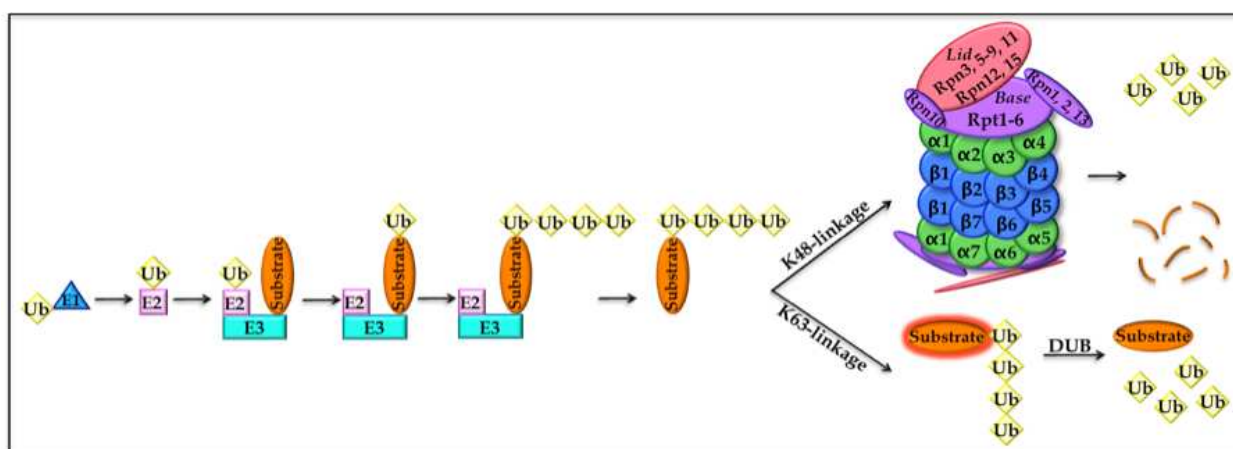 Ub
E1
Ub
E2
Ub
E2
Substrate
E3
Ub
Substrate
E2
E3
Ub Ub Ub Ub
Substrate
E2
E3
Ub Ub Ub Ub
Substrate
K48-linkage
K63-linkage
Lid
Rpn3, 5-9, 11
Rpn12, 15
Rpn10
Base
Rpt1-6
Rpn1, 2, 13
α1 α2 α3 α4
β1 β2 β3 β4
β1 β7 β6 β5
α1 α7 α6 α5
Ub Ub Ub
Ub
Substrate Ub
Ub
Ub
Ub
DUB
Substrate
Ub Ub
Ub Ub